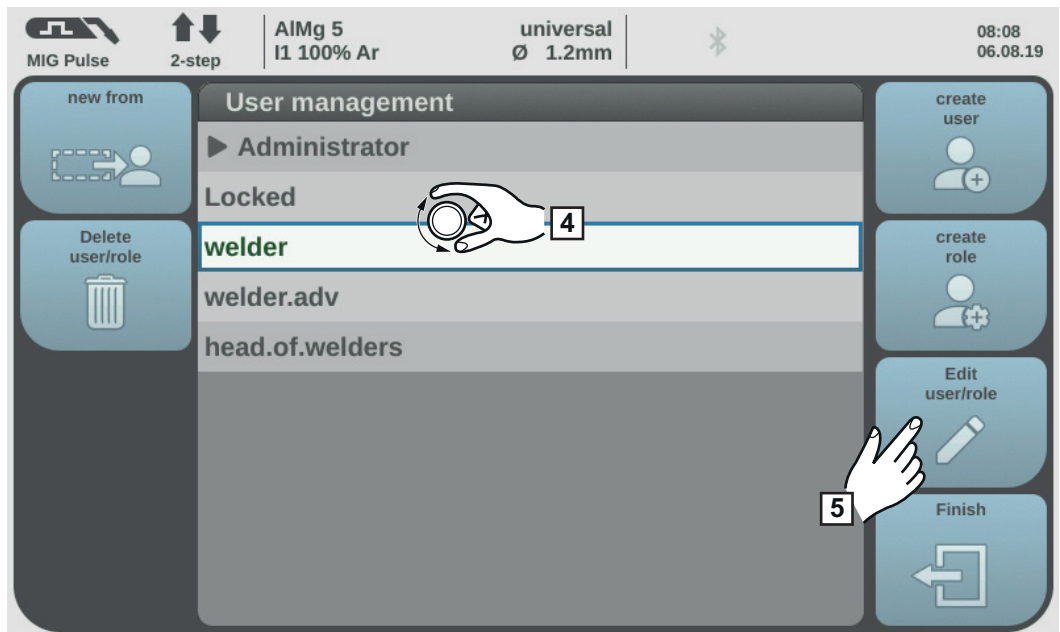 MIG Pulse
2-step
AlMg 5
I1 100% Ar
universal
Ø 1.2mm
08:08
06.08.19
new from
Delete
user/role
User management
Administrator
Locked
welder
welder.adv
head.of.welders
4
create
user
create
role
Edit
user/role
5
Finish